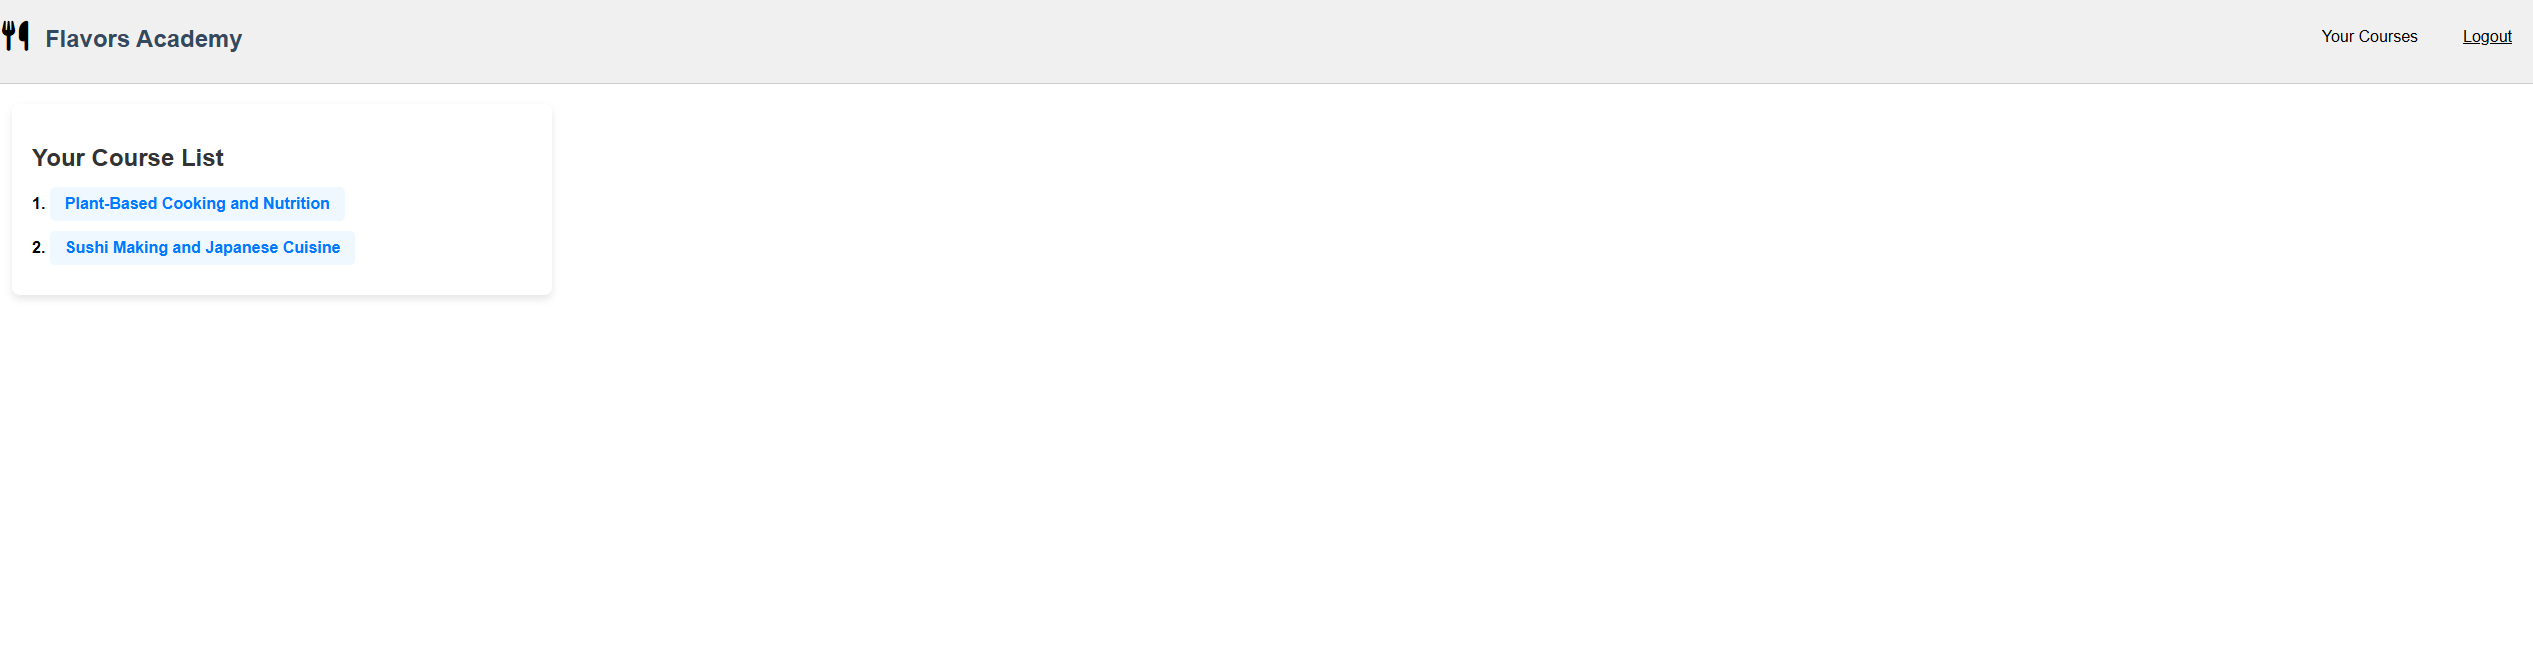 Flavors Academy
Your Courses
Logout
Your Course List
1. Plant-Based Cooking and Nutrition
2. Sushi Making and Japanese Cuisine